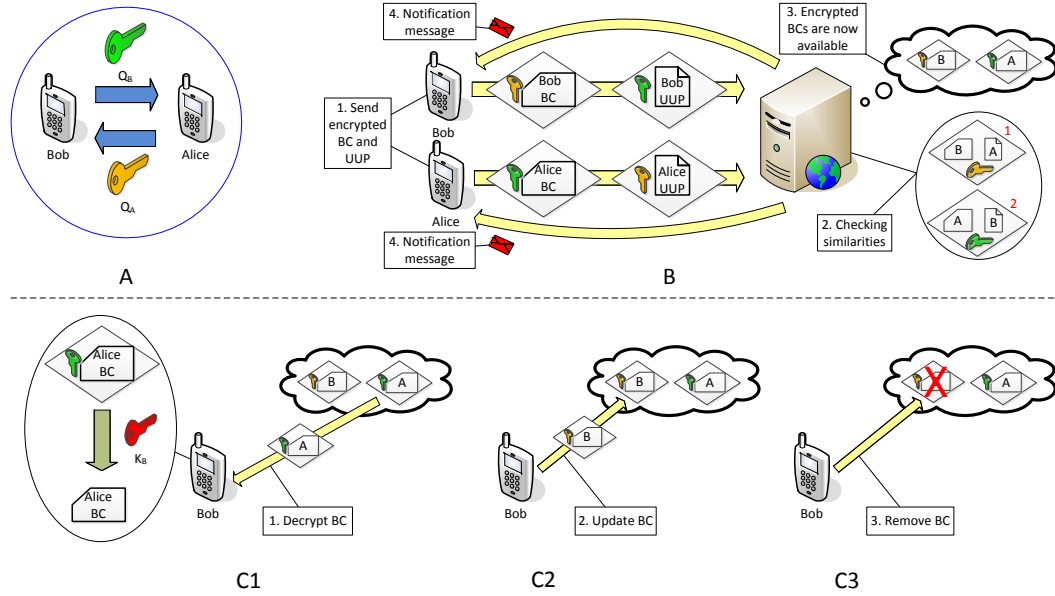 Q_B
Bob
Alice
Q_A
A
4. Notification
message
1. Send
encrypted
BC and
UUP
Bob
Alice
Bob
BC
Bob
UUP
Alice
BC
Alice
UUP
4. Notification
message
3. Encrypted
BCs are now
available
B
A
1
B
A
2
A
B
2. Checking
similarities
B
Alice
BC
K_B
Alice
BC
B
A
A
Bob
1. Decrypt BC
C1
B
A
B
Bob
2. Update BC
C2
X
A
Bob
3. Remove BC
C3